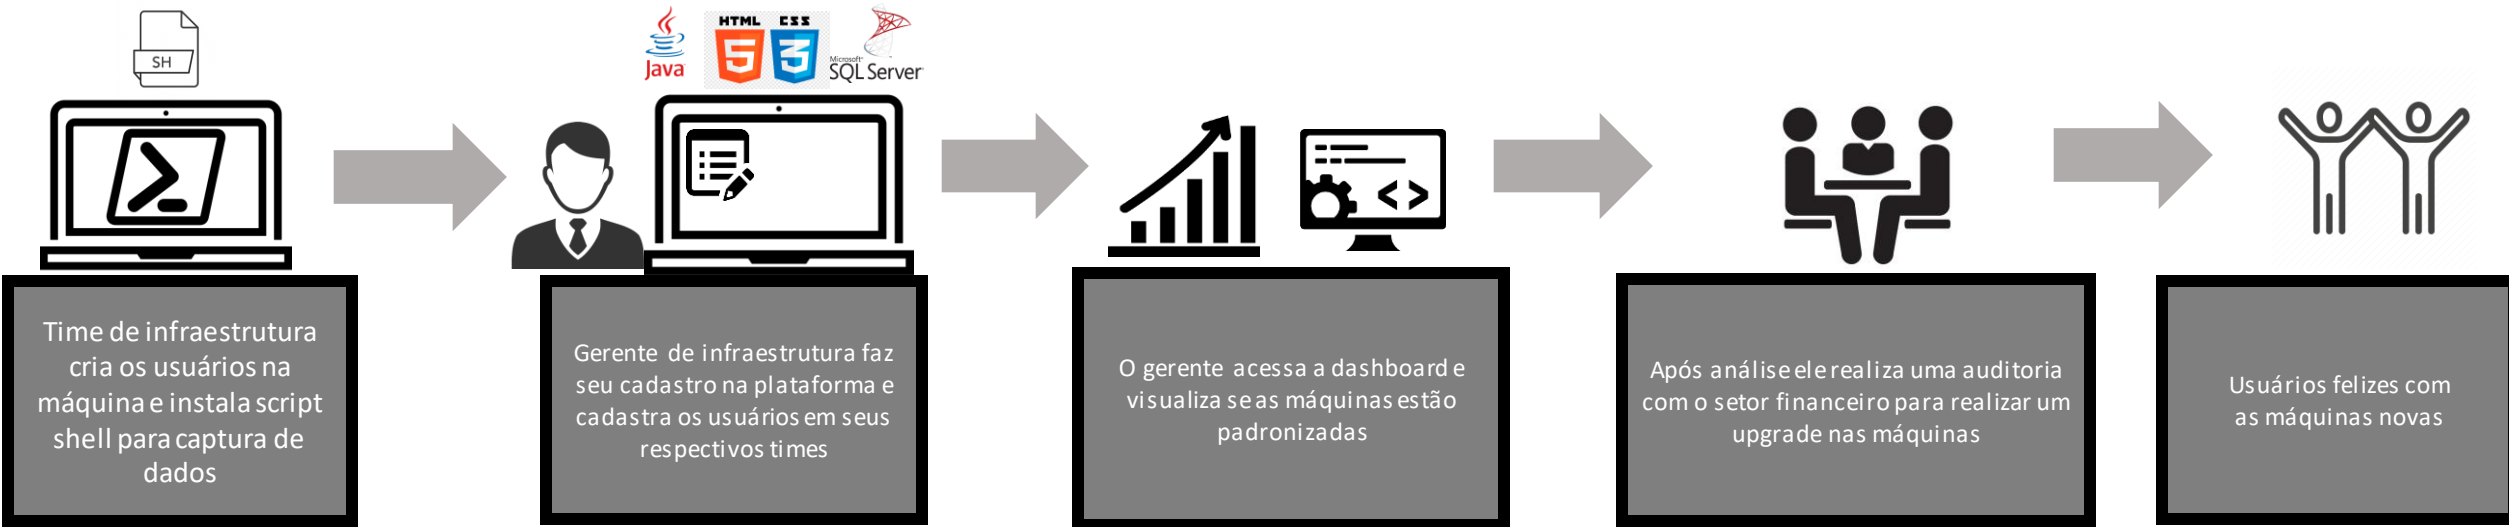 SH
Java
HTML CSS
5 3
Microsoft
SQL Server
Time de infraestrutura
cria os usuários na
máquina e instala script
shell para captura de
dados
Gerente de infraestrutura faz
seu cadastro na plataforma e
cadastra os usuários em seus
respectivos times
O gerente acessa a dashboard e
visualiza se as máquinas estão
padronizadas
Após análise ele realiza uma auditoria
com o setor financeiro para realizar um
upgrade nas máquinas
Usuários felizes com
as máquinas novas